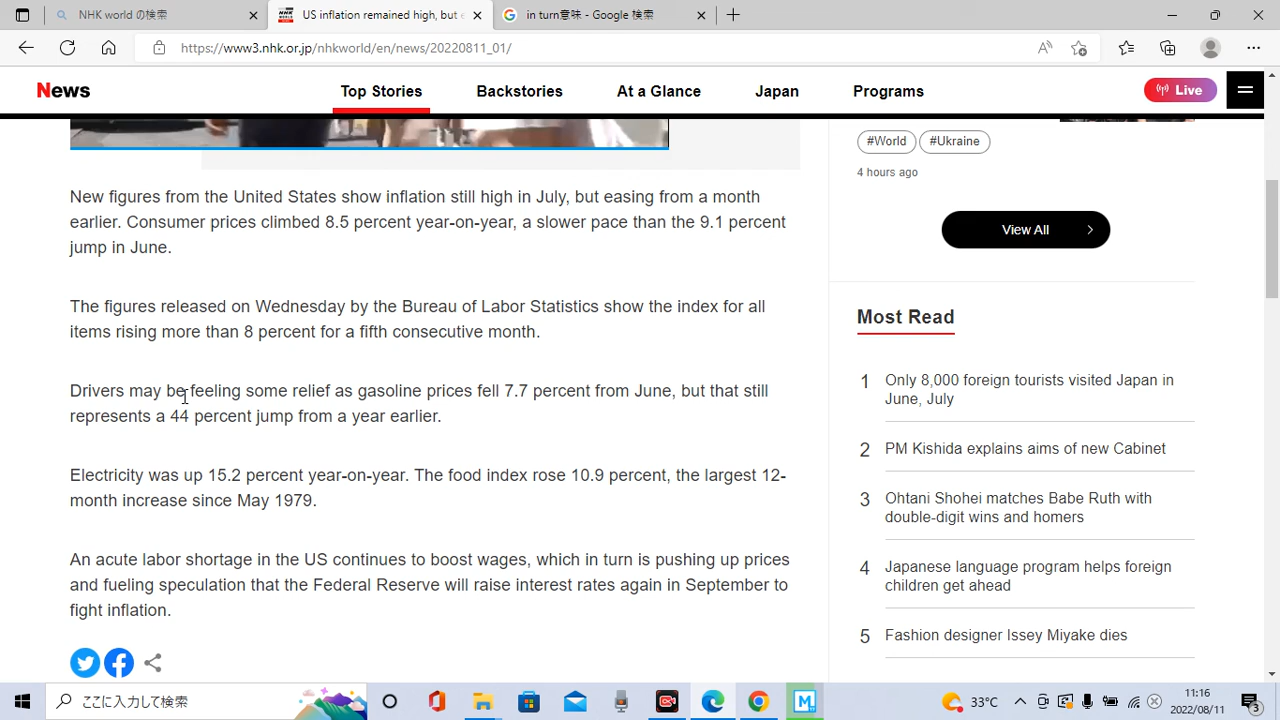 NHK world の検索
US inflation remained high, but e
in turn意味 - Google 検索
https://www3.nhk.or.jp/nhkworld/en/news/20220811_01/
News
Top Stories
Backstories
At a Glance
Japan
Programs
Live
New figures from the United States show inflation still high in July, but easing from a month
earlier. Consumer prices climbed 8.5 percent year-on-year, a slower pace than the 9.1 percent
jump in June.
The figures released on Wednesday by the Bureau of Labor Statistics show the index for all
items rising more than 8 percent for a fifth consecutive month.
Drivers may be feeling some relief as gasoline prices fell 7.7 percent from June, but that still
represents a 44 percent jump from a year earlier.
Electricity was up 15.2 percent year-on-year. The food index rose 10.9 percent, the largest 12-
month increase since May 1979.
An acute labor shortage in the US continues to boost wages, which in turn is pushing up prices
and fueling speculation that the Federal Reserve will raise interest rates again in September to
fight inflation.
#World
#Ukraine
4 hours ago
View All
Most Read
1 Only 8,000 foreign tourists visited Japan in
June, July
2 PM Kishida explains aims of new Cabinet
3 Ohtani Shohei matches Babe Ruth with
double-digit wins and homers
4 Japanese language program helps foreign
children get ahead
5 Fashion designer Issey Miyake dies
ここに入力して検索
33°C
11:16
2022/08/11
3